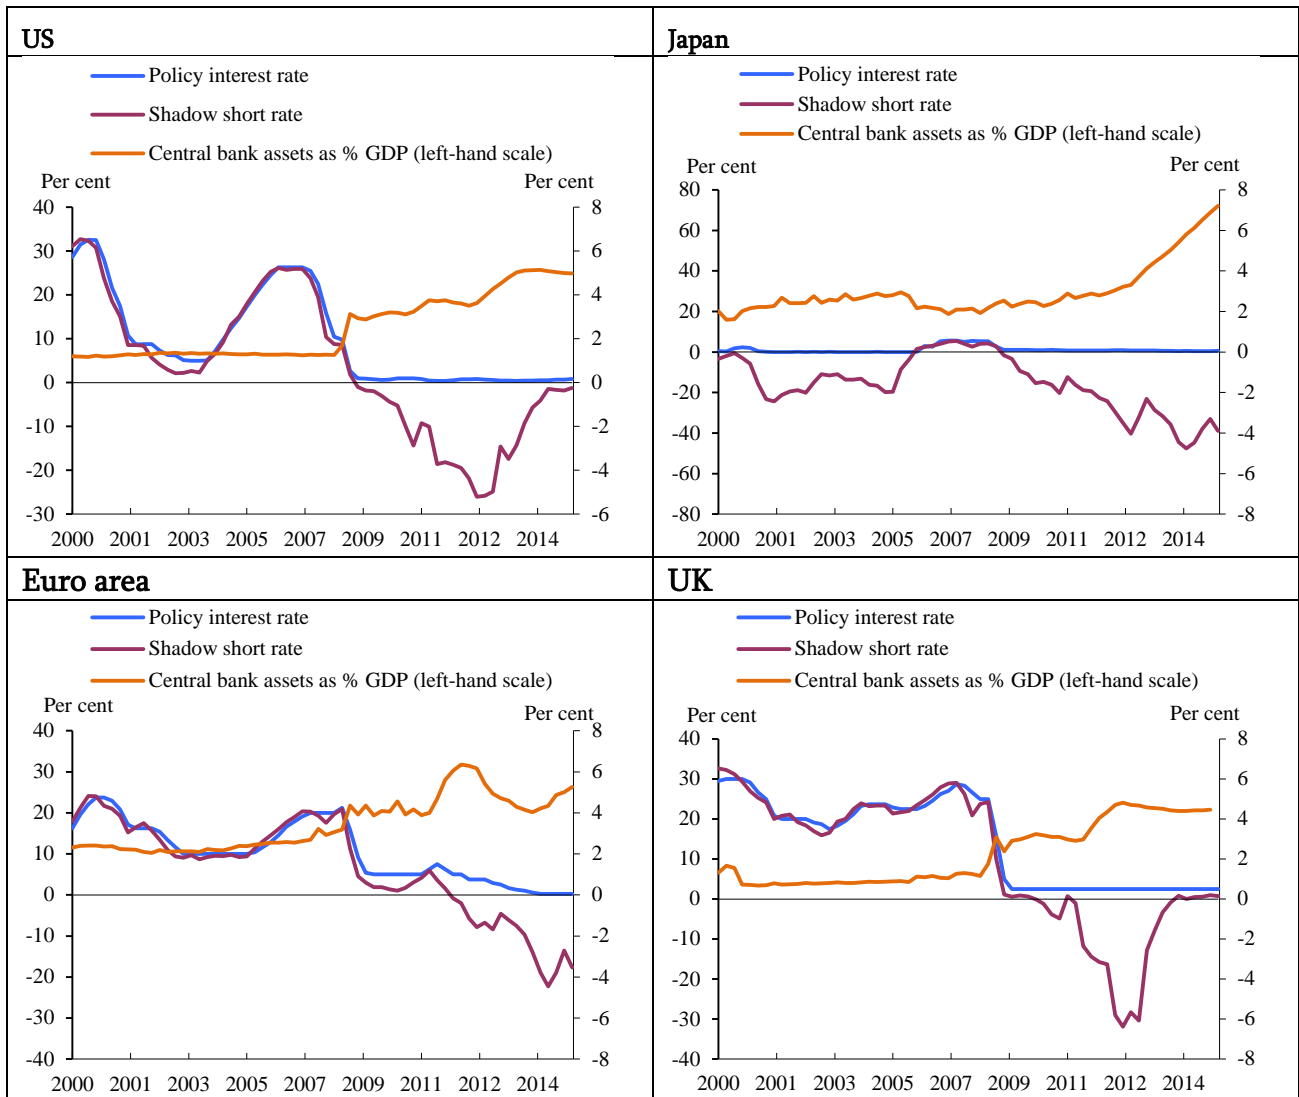 US
Policy interest rate
Shadow short rate
Central bank assets as % GDP (left-hand scale)
Per cent
Per cent
40
30
20
10
0
-10
-20
-30
8
6
4
2
0
-2
-4
-6
2000 2001 2003 2005 2007 2009 2011 2012 2014
Japan
Policy interest rate
Shadow short rate
Central bank assets as % GDP (left-hand scale)
Per cent
Per cent
80
60
40
20
0
-20
-40
-60
-80
8
6
4
2
0
-2
-4
-6
-8
2000 2001 2003 2005 2007 2009 2011 2012 2014
Euro area
Policy interest rate
Shadow short rate
Central bank assets as % GDP (left-hand scale)
Per cent
Per cent
40
30
20
10
0
-10
-20
-30
-40
8
6
4
2
0
-2
-4
-6
-8
2000 2001 2003 2005 2007 2009 2011 2012 2014
UK
Policy interest rate
Shadow short rate
Central bank assets as % GDP (left-hand scale)
Per cent
Per cent
40
30
20
10
0
-10
-20
-30
-40
8
6
4
2
0
-2
-4
-6
-8
2000 2001 2003 2005 2007 2009 2011 2012 2014